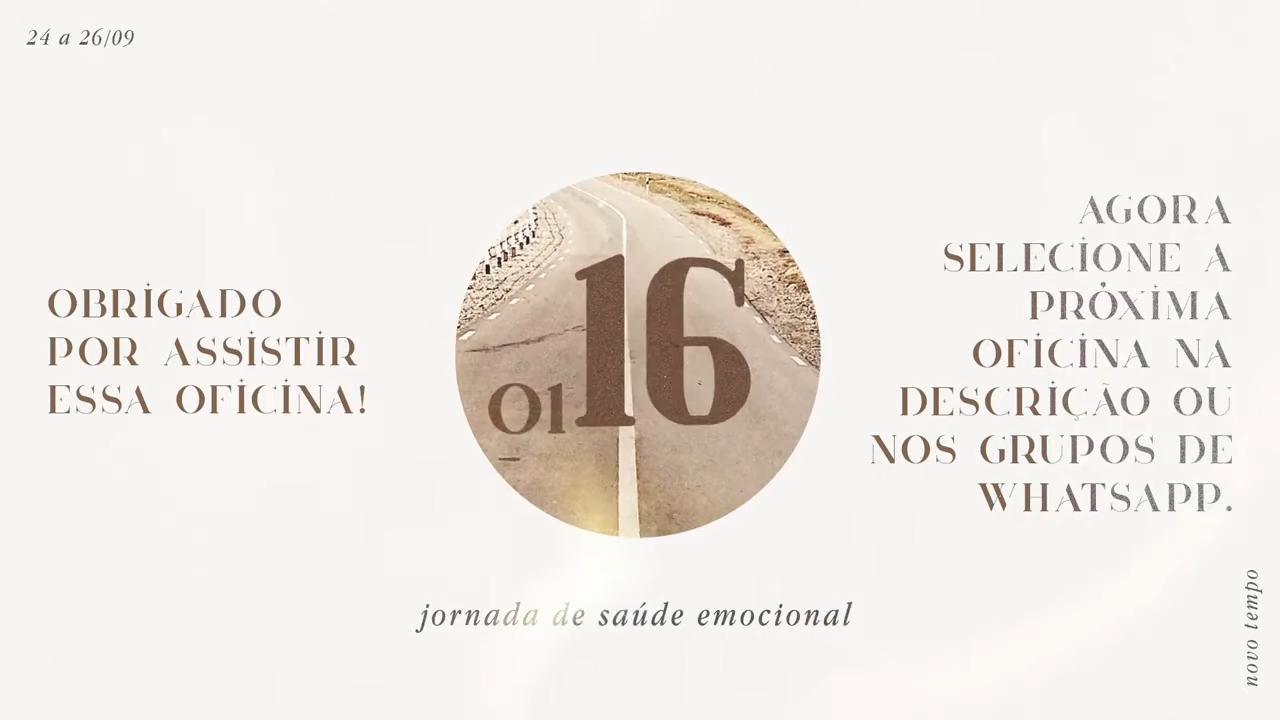 24 a 26/09
OBRIGADO
POR ASSISTIR
ESSA OFICINA!
01 16
AGORA
SELECIONE A
PRÓXIMA
OFICINA NA
DESCRIÇÃO OU
NOS GRUPOS DE
WHATSAPP.
jornada de saúde emocional
novo tempo